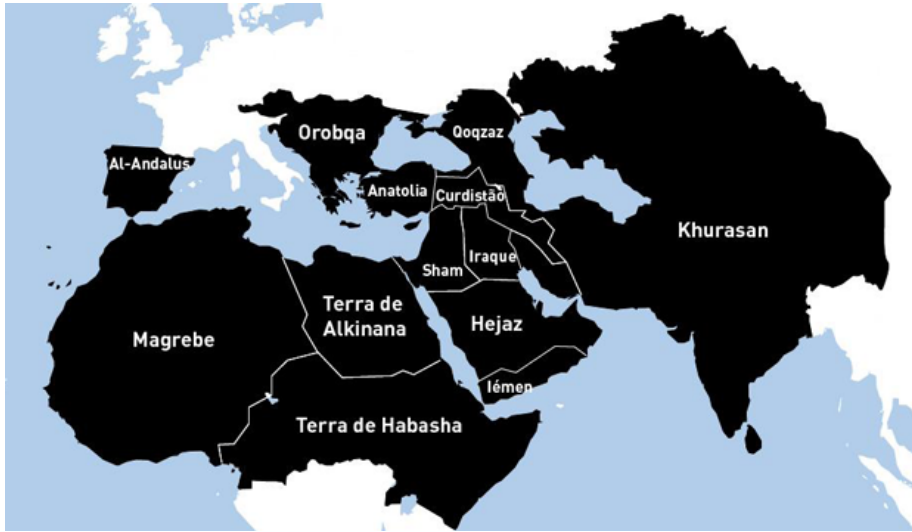 Orobqa
Qoqzaz
Al-Andalus
Anatolia
Curdistão
Khurasan
Iraque
Sham
Terra de
Alkinana
Hejaz
Magrebe
Iémen
Terra de Habasha